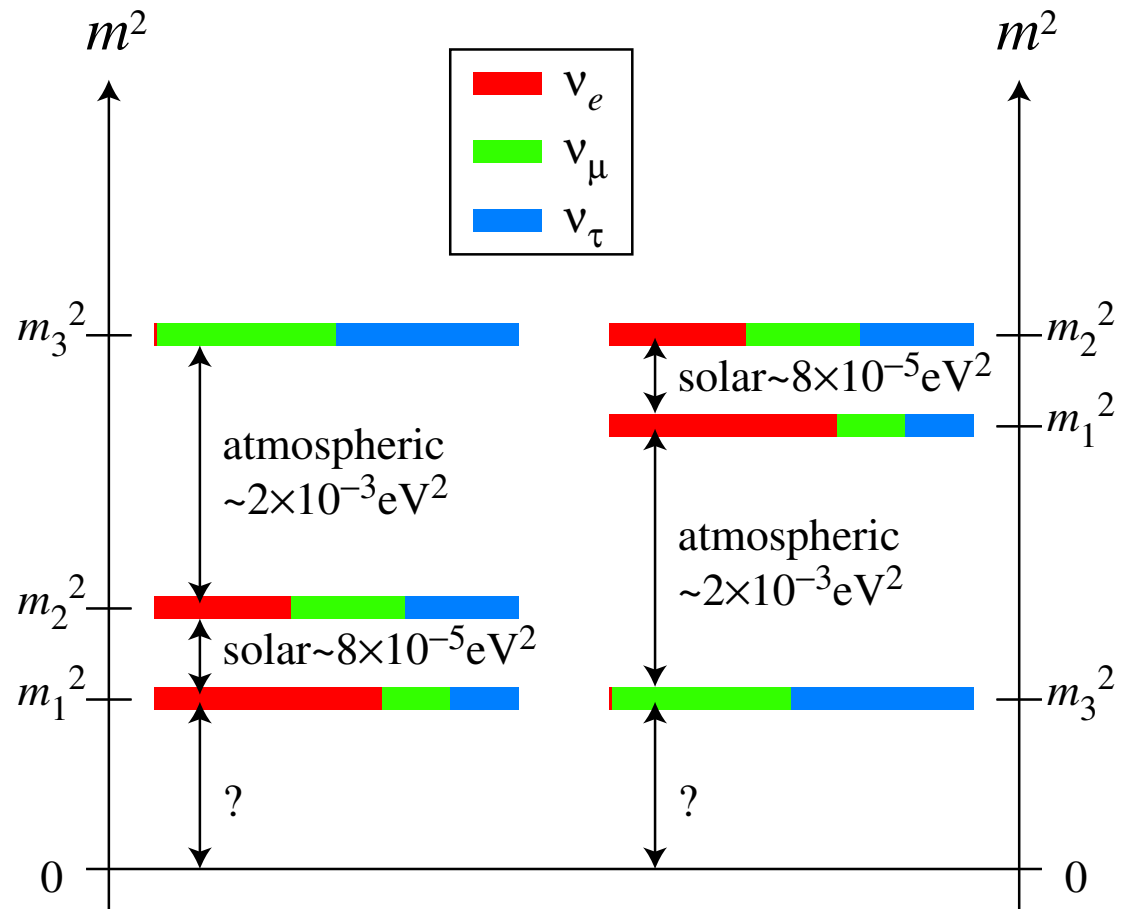 m²
m²
νe
νμ
ντ
m₃²
m₂²
solar~8×10⁻⁵eV²
m₁²
atmospheric
~2×10⁻³eV²
atmospheric
~2×10⁻³eV²
m₂²
solar~8×10⁻⁵eV²
m₁²
m₃²
?
?
0
0